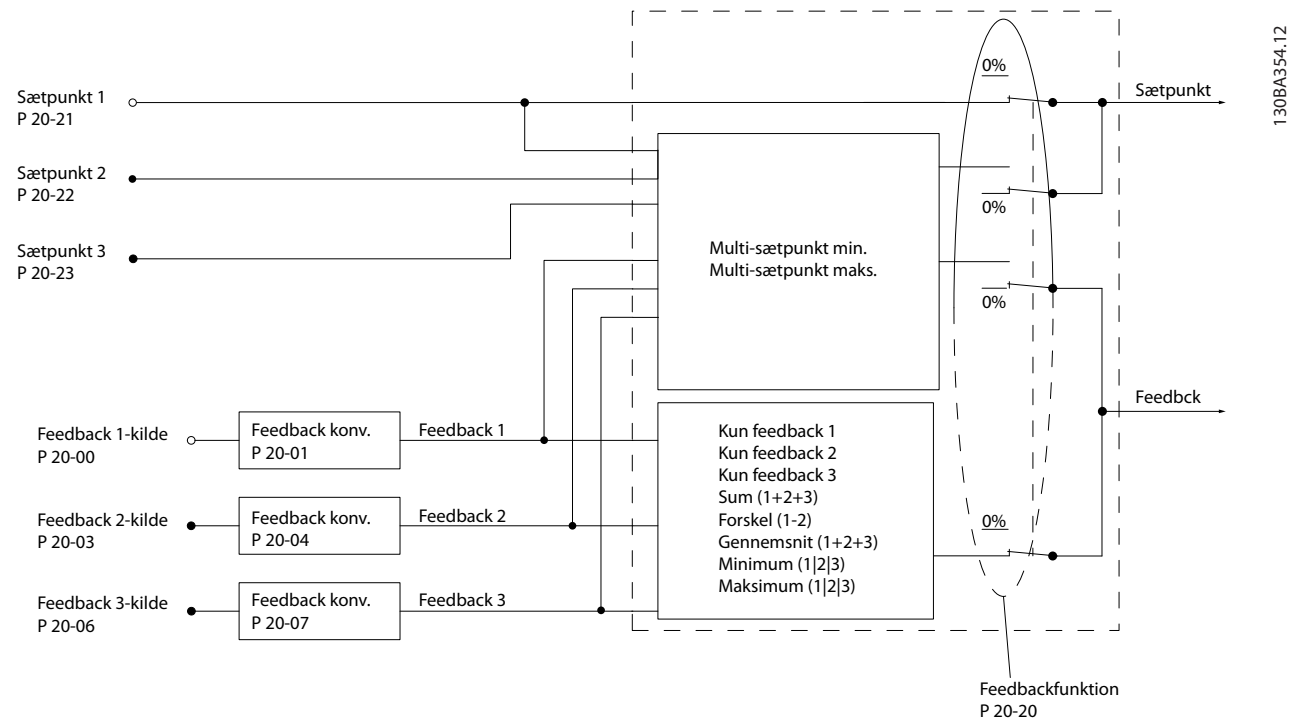 130BA354.12
0%
Sætpunkt 1
P 20-21
Sætpunkt
Sætpunkt 2
P 20-22
0%
Sætpunkt 3
P 20-23
Multi-sætpunkt min.
Multi-sætpunkt maks.
0%
Feedbck
Feedback 1-kilde
P 20-00
Feedback konv.
P 20-01
Feedback 1
Kun feedback 1
Kun feedback 2
Kun feedback 3
Sum (1+2+3)
Forskel (1-2)
Gennemsnit (1+2+3)
Minimum (1|2|3)
Maksimum (1|2|3)
Feedback 2-kilde
P 20-03
Feedback konv.
P 20-04
Feedback 2
0%
Feedback 3-kilde
P 20-06
Feedback konv.
P 20-07
Feedback 3
Feedbackfunktion
P 20-20